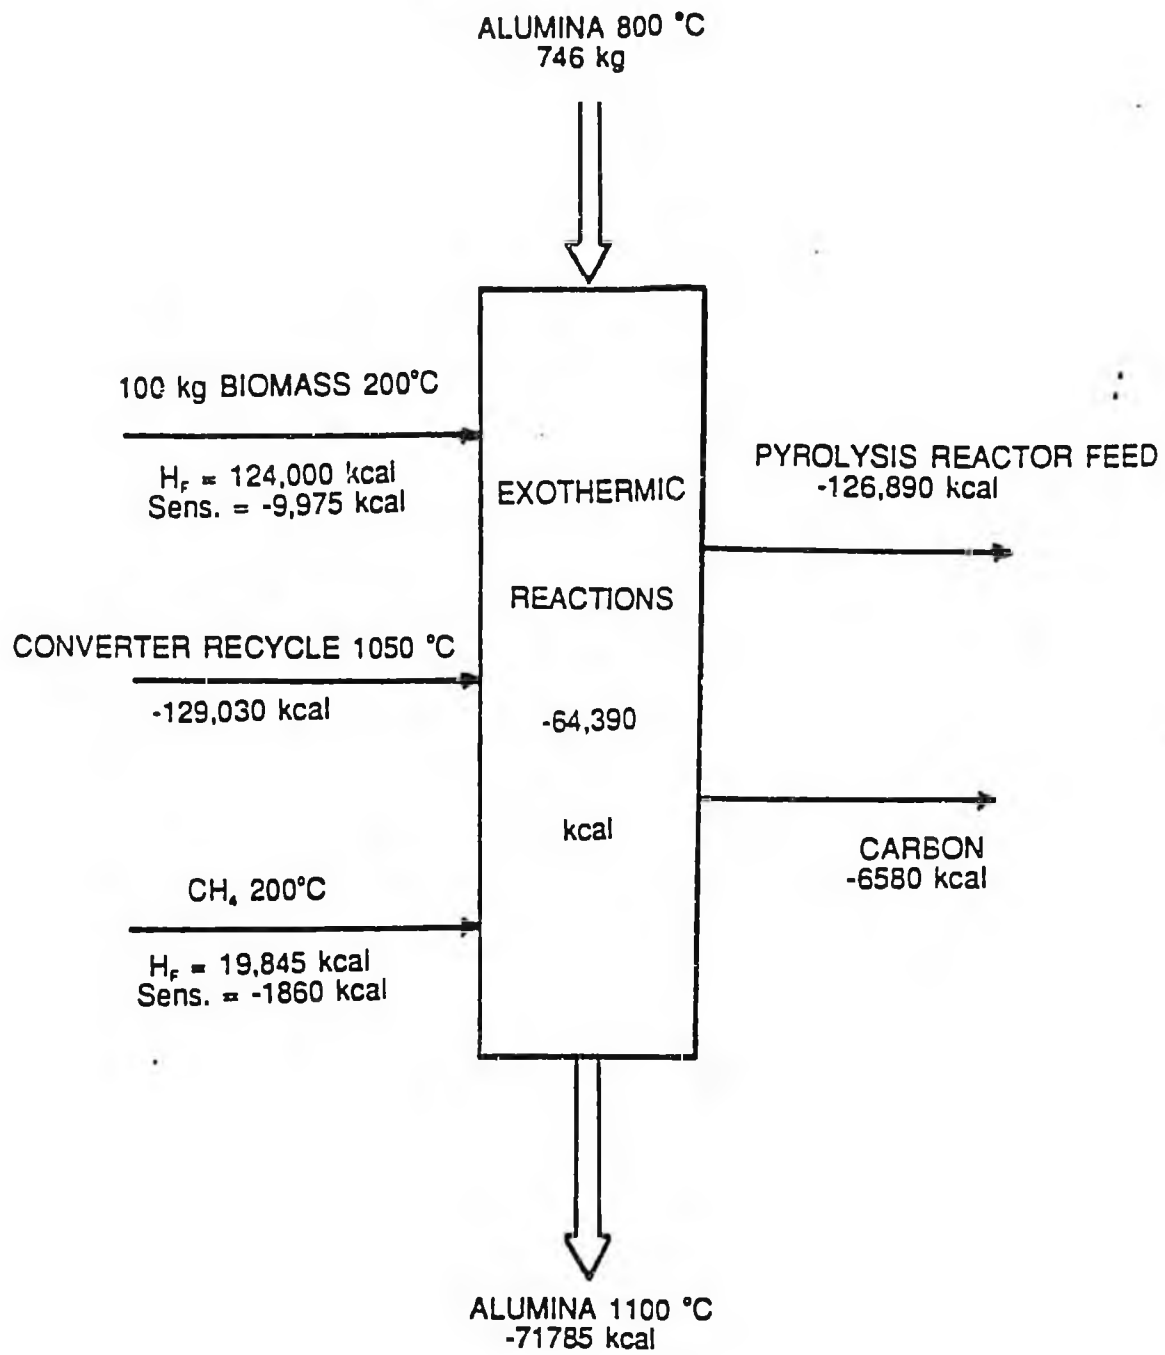 ALUMINA 800 °C
746 kg
100 kg BIOMASS 200°C
H_F = 124,000 kcal
Sens. = -9,975 kcal
EXOTHERMIC
REACTIONS
-64,390
kcal
PYROLYSIS REACTOR FEED
-126,890 kcal
CONVERTER RECYCLE 1050 °C
-129,030 kcal
CARBON
-6580 kcal
CH₄ 200°C
H_F = 19,845 kcal
Sens. = -1860 kcal
ALUMINA 1100 °C
-71785 kcal